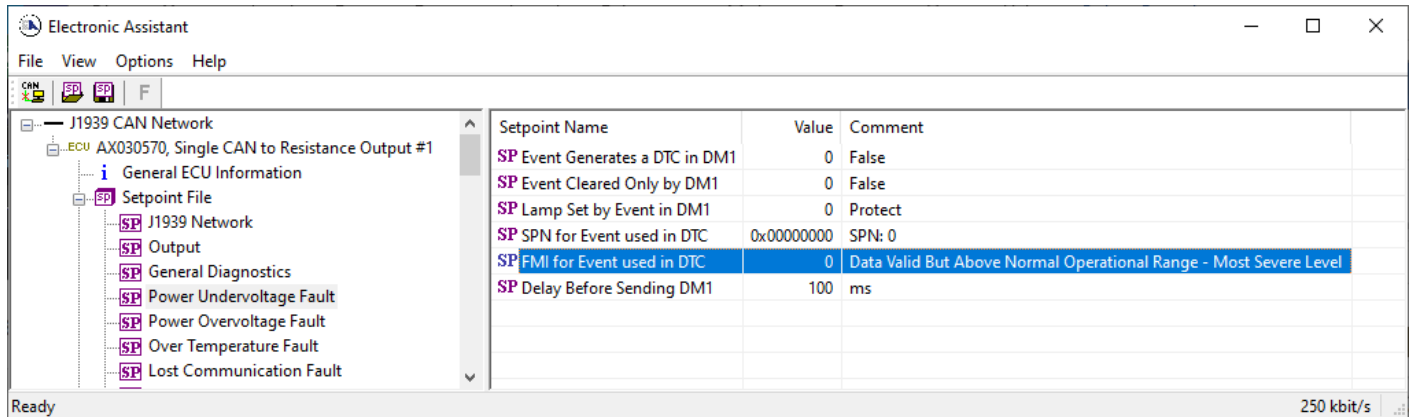 Electronic Assistant
File View Options Help
CAN SP SP F
J1939 CAN Network
ECU AX030570, Single CAN to Resistance Output #1
i General ECU Information
SP Setpoint File
SP J1939 Network
SP Output
SP General Diagnostics
SP Power Undervoltage Fault
SP Power Overvoltage Fault
SP Over Temperature Fault
SP Lost Communication Fault
Setpoint Name Value Comment
SP Event Generates a DTC in DM1 0 False
SP Event Cleared Only by DM1 0 False
SP Lamp Set by Event in DM1 0 Protect
SP SPN for Event used in DTC 0x00000000 SPN: 0
SP FMI for Event used in DTC 0 Data Valid But Above Normal Operational Range - Most Severe Level
SP Delay Before Sending DM1 100 ms
Ready 250 kbit/s